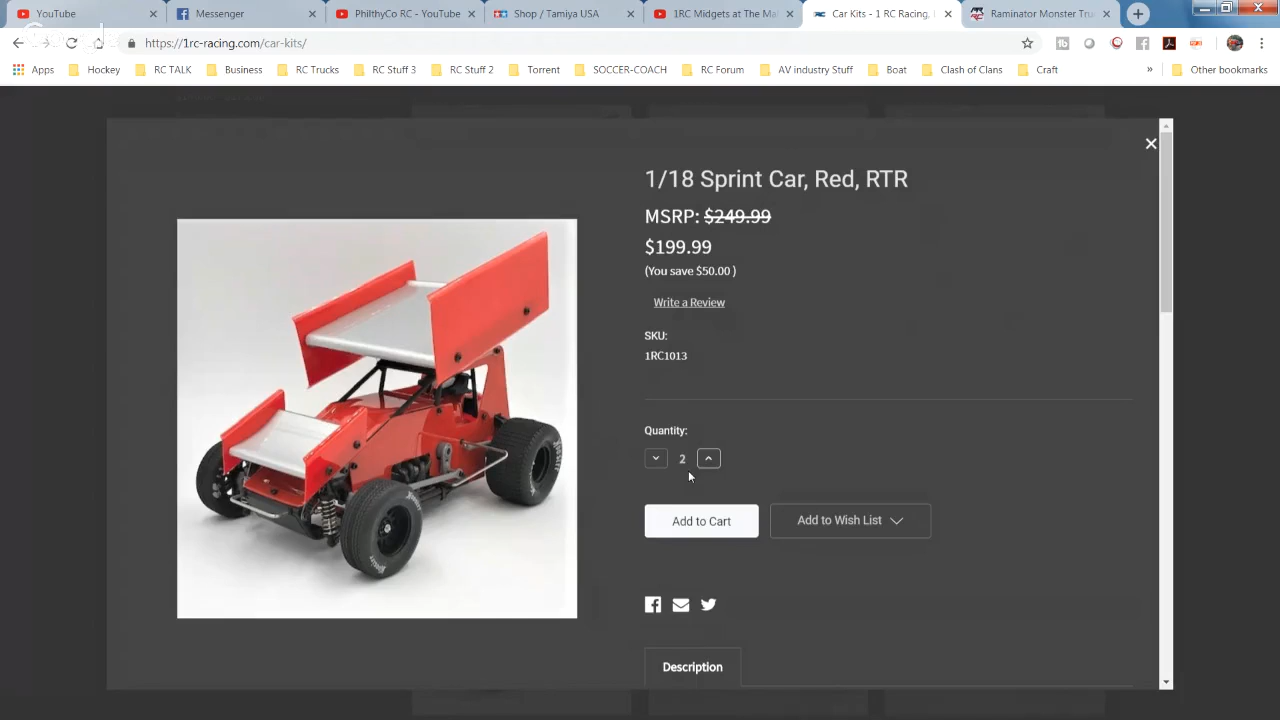 YouTube
Messenger
PhilthyCo RC - YouTube
Shop / Tamiya USA
1RC Midgets at The Ma
Car Kits - 1 RC Racing,
Raminator Monster Tru
https://1rc-racing.com/car-kits/
Apps Hockey RC TALK Business RC Trucks RC Stuff 3 RC Stuff 2 Torrent SOCCER-COACH RC Forum AV industry Stuff Boat Clash of Clans Craft » Other bookmarks
1/18 Sprint Car, Red, RTR
MSRP: $249.99
$199.99
(You save $50.00 )
Write a Review
SKU:
1RC1013
Quantity:
2
Add to Cart
Add to Wish List
Description